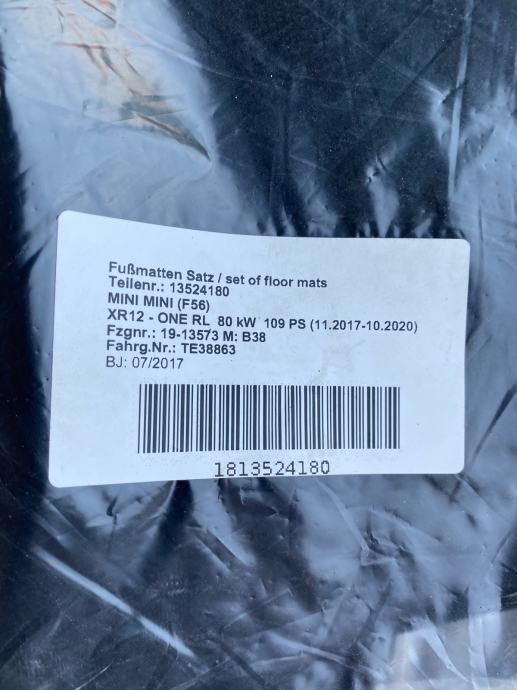 Fußmatten Satz / set of floor mats
Teilenr.: 13524180
MINI MINI (F56)
XR12 - ONE RL  80 kW  109 PS (11.2017-10.2020)
Fzgnr.: 19-13573 M: B38
Fahrg.Nr.: TE38863
BJ: 07/2017
1813524180